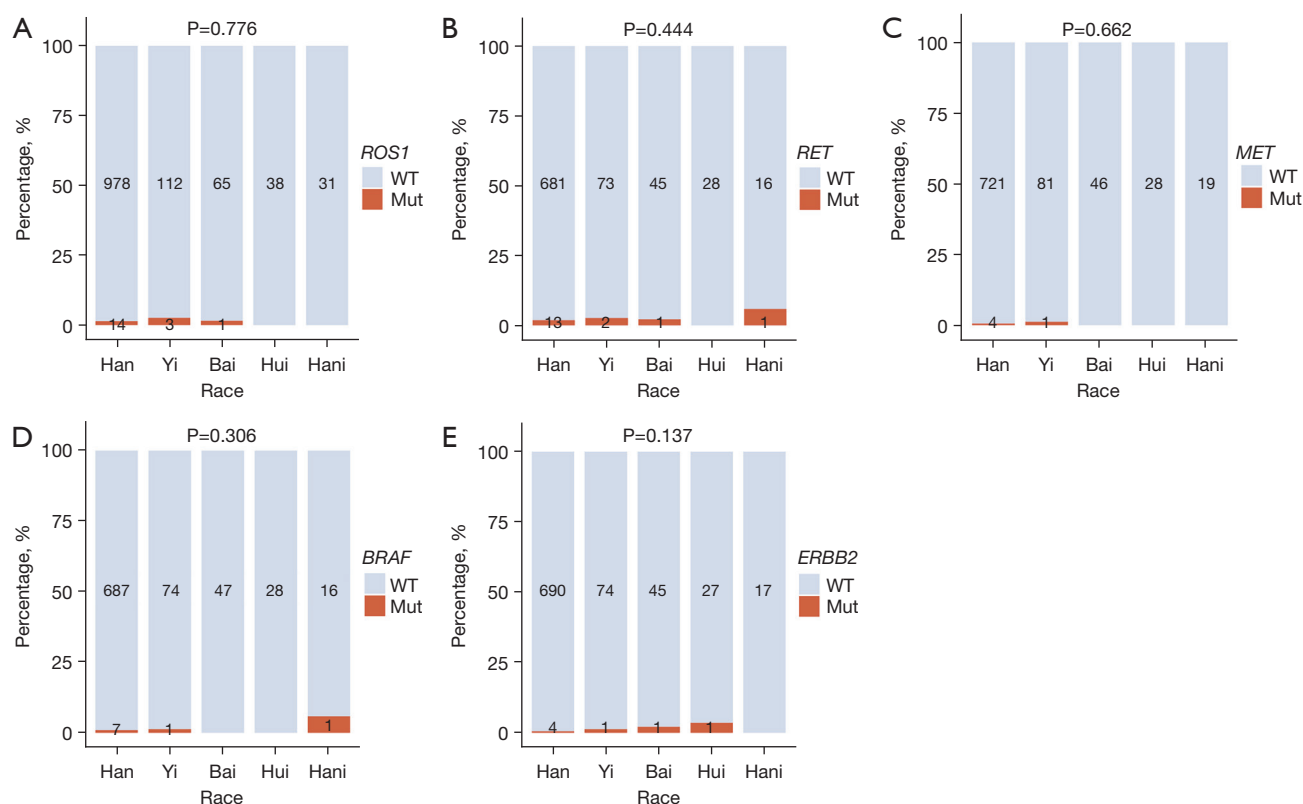 A
P=0.776
100
75
50
25
0
Percentage, %
978 112 65 38 31
14 3 1
Han Yi Bai Hui Hani
Race
ROS1
WT
Mut
B
P=0.444
100
75
50
25
0
Percentage, %
681 73 45 28 16
13 2 1 1
Han Yi Bai Hui Hani
Race
RET
WT
Mut
C
P=0.662
100
75
50
25
0
Percentage, %
721 81 46 28 19
4 1
Han Yi Bai Hui Hani
Race
MET
WT
Mut
D
P=0.306
100
75
50
25
0
Percentage, %
687 74 47 28 16
7 1 1
Han Yi Bai Hui Hani
Race
BRAF
WT
Mut
E
P=0.137
100
75
50
25
0
Percentage, %
690 74 45 27 17
4 1 1 1
Han Yi Bai Hui Hani
Race
ERBB2
WT
Mut